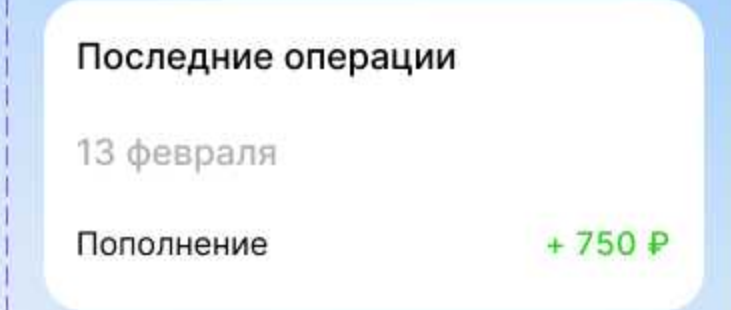 Последние операции
13 февраля
Пополнение + 750 ₽